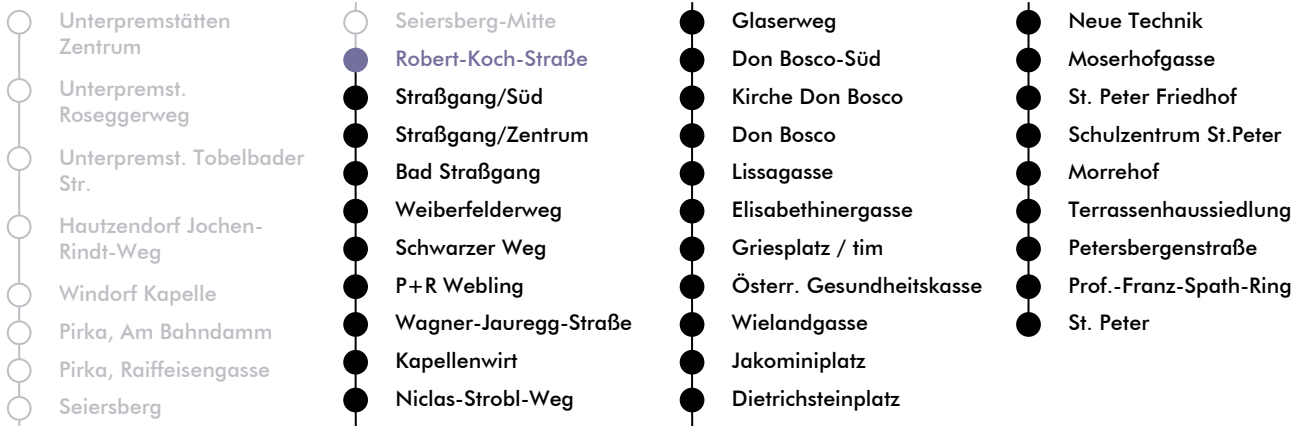 Unterpremstätten
Zentrum
Unterpremst.
Roseggerweg
Unterpremst. Tobelbader
Str.
Hautzendorf Jochen-
Rindt-Weg
Windorf Kapelle
Pirka, Am Bahndamm
Pirka, Raiffeisengasse
Seiersberg
Seiersberg-Mitte
Robert-Koch-Straße
Straßgang/Süd
Straßgang/Zentrum
Bad Straßgang
Weiberfelderweg
Schwarzer Weg
P+R Webling
Wagner-Jauregg-Straße
Kapellenwirt
Niclas-Strobl-Weg
Glaserweg
Don Bosco-Süd
Kirche Don Bosco
Don Bosco
Lissagasse
Elisabethinergasse
Griesplatz / tim
Österr. Gesundheitskasse
Wielandgasse
Jakominiplatz
Dietrichsteinplatz
Neue Technik
Moserhofgasse
St. Peter Friedhof
Schulzentrum St.Peter
Morrehof
Terrassenhaussiedlung
Petersbergenstraße
Prof.-Franz-Spath-Ring
St. Peter